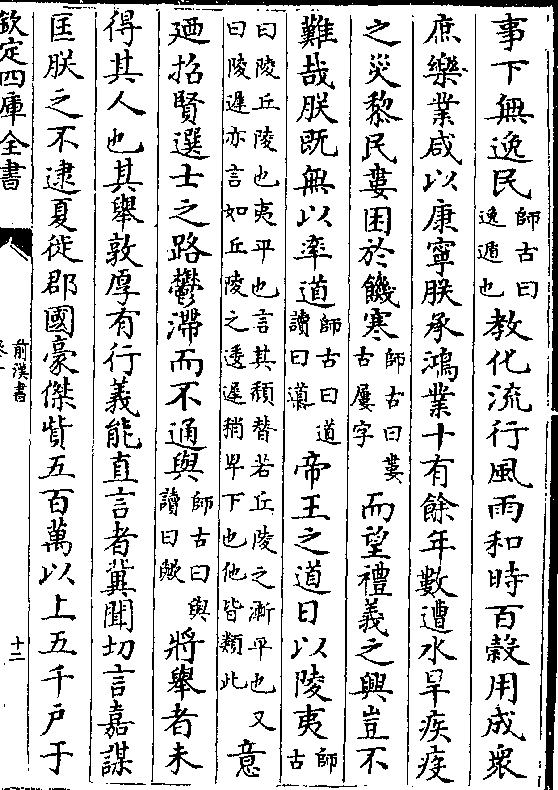 事下無逸民師古曰逸遁也教化流行風雨和時百穀用成衆
庶樂業咸以康寧朕承鴻業十有餘年數遭水旱疾疫
之災黎民婁困於饑寒師古曰婁古屢字而望禮義之興豈不
難哉朕既無以率道師古曰道讀曰導帝王之道日以陵夷師古
曰陵丘陵也夷平也言其頹替若丘陵之漸平也又曰陵遲亦言如丘陵之逶遲稍卑下也他皆類此意
迺招賢選士之路鬱滯而不通與師古曰與讀曰歟將舉者未
得其人也其舉敦厚有行義能直言者冀聞切言嘉謀
匡朕之不逮夏徙郡國豪傑貲五百萬以上五千戶于
欽定四庫全書
前漢書
十二